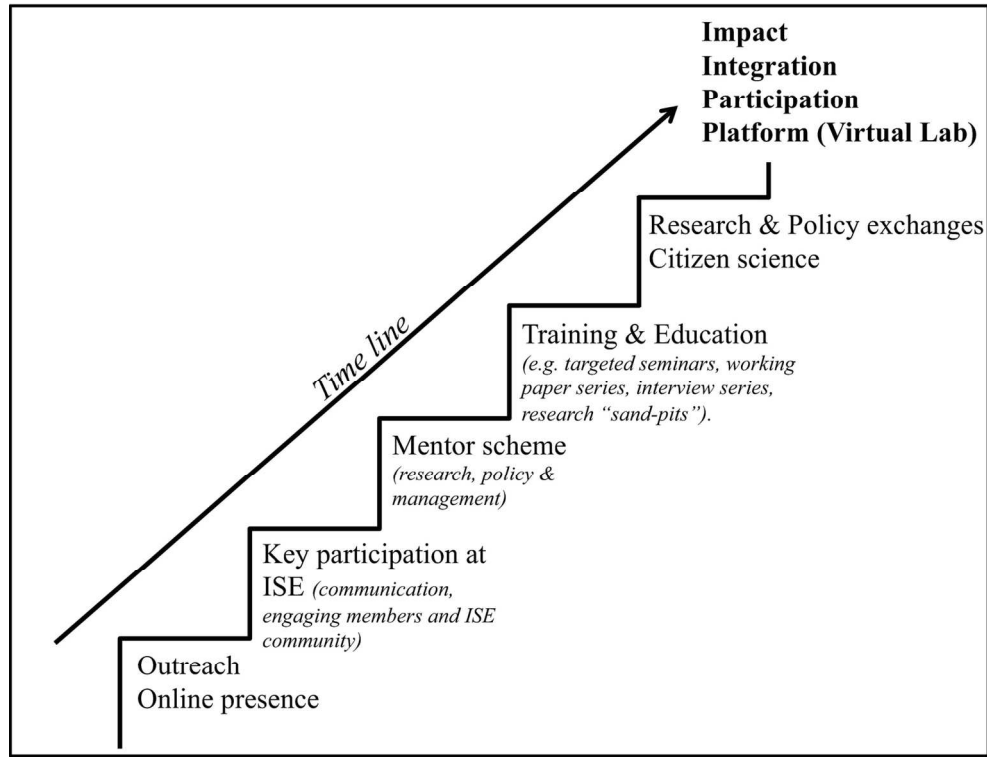 Impact
Integration
Participation
Platform (Virtual Lab)
Research & Policy exchanges
Citizen science
Time line
Training & Education
(e.g. targeted seminars, working
paper series, interview series,
research “sand-pits”).
Mentor scheme
(research, policy &
management)
Key participation at
ISE (communication,
engaging members and ISE
community)
Outreach
Online presence